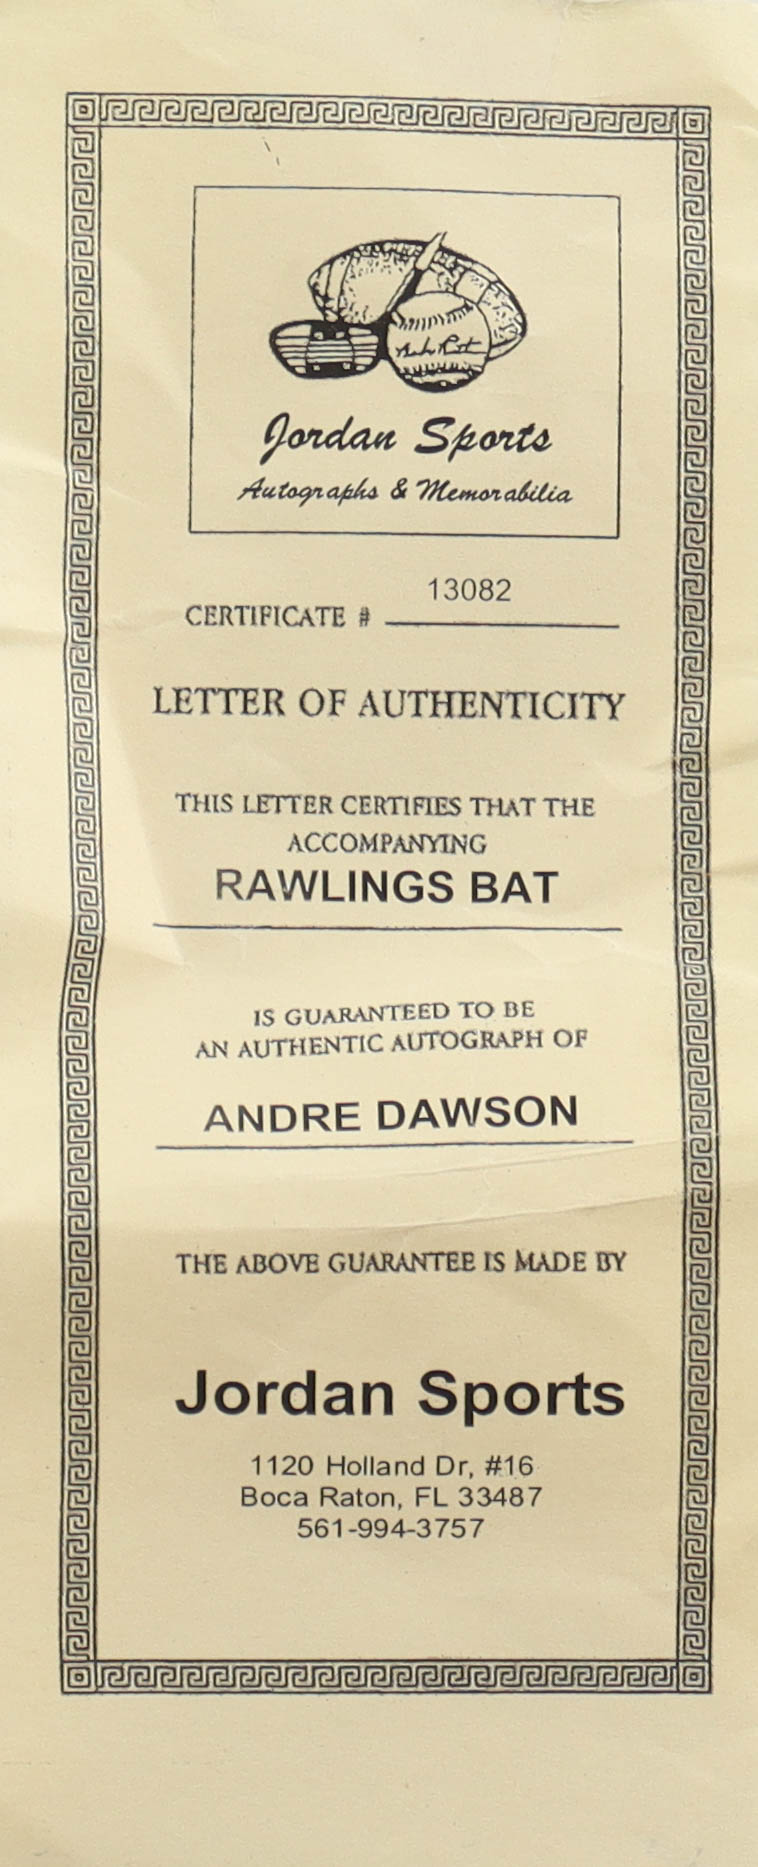 Jordan Sports
Autographs & Memorabilia
13082
CERTIFICATE #
LETTER OF AUTHENTICITY
THIS LETTER CERTIFIES THAT THE
ACCOMPANYING
RAWLINGS BAT
IS GUARANTEED TO BE
AN AUTHENTIC AUTOGRAPH OF
ANDRE DAWSON
THE ABOVE GUARANTEE IS MADE BY
Jordan Sports
1120 Holland Dr, #16
Boca Raton, FL 33487
561-994-3757